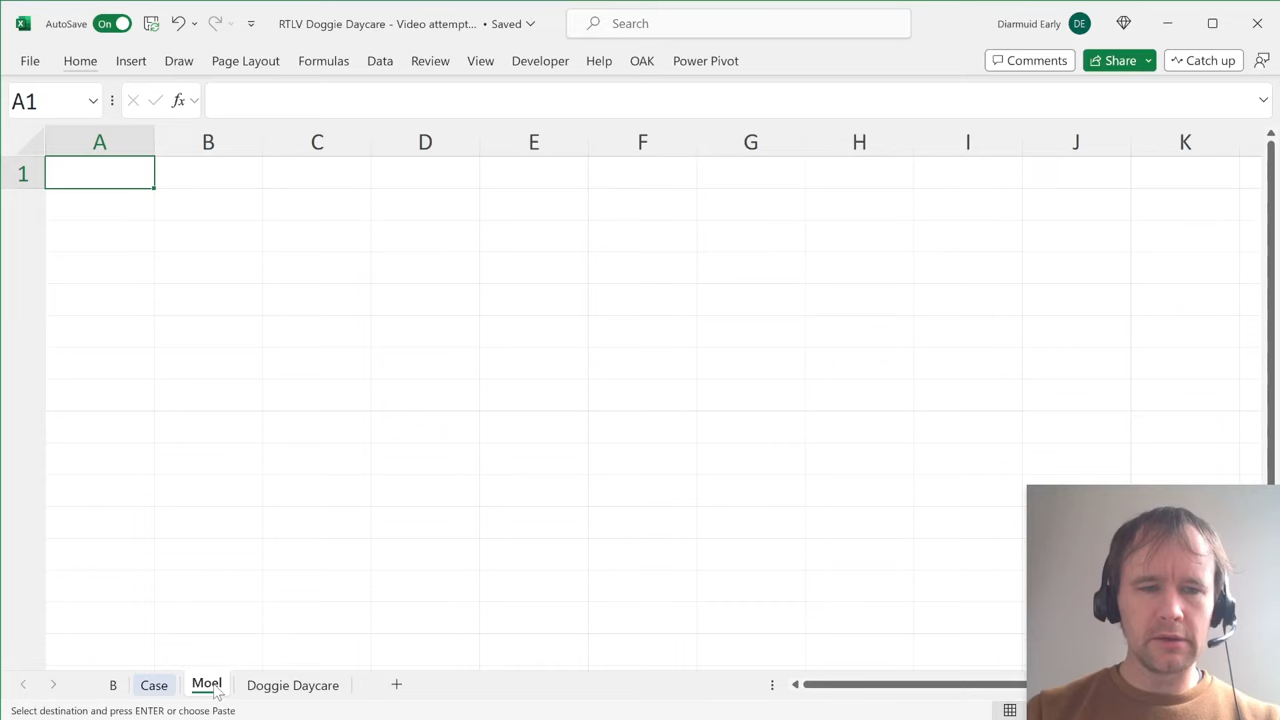 AutoSave On RTLV Doggie Daycare - Video attempt... • Saved Search Diarmuid Early DE
File Home Insert Draw Page Layout Formulas Data Review View Developer Help OAK Power Pivot Comments Share Catch up
A1 fx
A B C D E F G H I J K
1
B Case Moel Doggie Daycare
Select destination and press ENTER or choose Paste